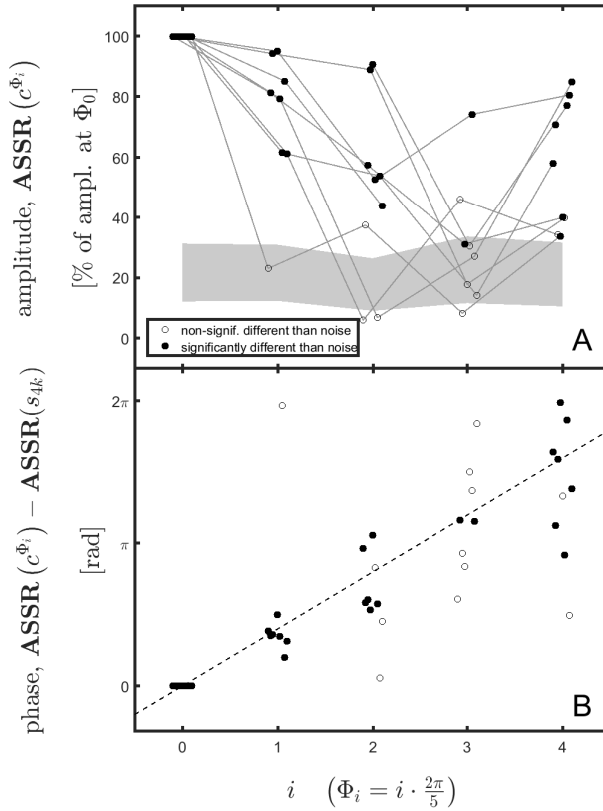 amplitude, ASSR(c^{Φ_i})
[% of ampl. at Φ_0]
100
80
60
40
20
0
non-signif. different than noise
significantly different than noise
A
phase, ASSR(c^{Φ_i}) − ASSR(s_{4k})
[rad]
2π
π
0
B
0 1 2 3 4
i (Φ_i = i · \frac{2π}{5})